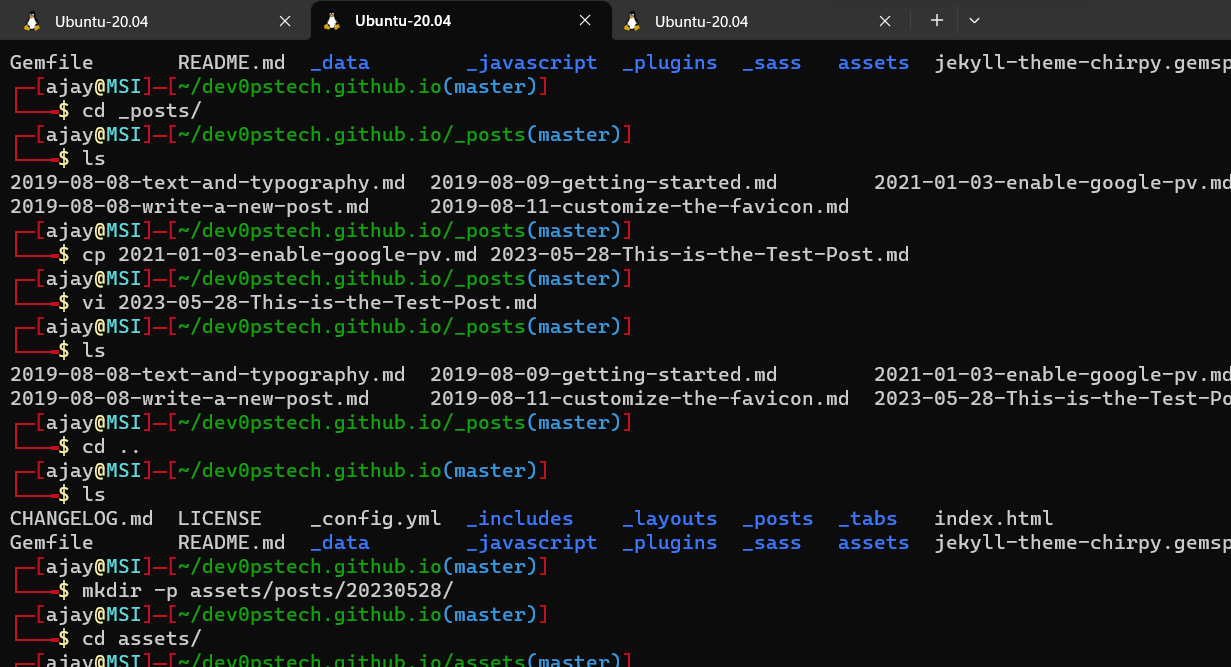 Ubuntu-20.04 Ubuntu-20.04 Ubuntu-20.04
Gemfile README.md _data _javascript _plugins _sass assets jekyll-theme-chirpy.gemsp
[ajay@MSI]─[~/dev0pstech.github.io(master)]
$ cd _posts/
[ajay@MSI]─[~/dev0pstech.github.io/_posts(master)]
$ ls
2019-08-08-text-and-typography.md 2019-08-09-getting-started.md 2021-01-03-enable-google-pv.md
2019-08-08-write-a-new-post.md 2019-08-11-customize-the-favicon.md
[ajay@MSI]─[~/dev0pstech.github.io/_posts(master)]
$ cp 2021-01-03-enable-google-pv.md 2023-05-28-This-is-the-Test-Post.md
[ajay@MSI]─[~/dev0pstech.github.io/_posts(master)]
$ vi 2023-05-28-This-is-the-Test-Post.md
[ajay@MSI]─[~/dev0pstech.github.io/_posts(master)]
$ ls
2019-08-08-text-and-typography.md 2019-08-09-getting-started.md 2021-01-03-enable-google-pv.md
2019-08-08-write-a-new-post.md 2019-08-11-customize-the-favicon.md 2023-05-28-This-is-the-Test-Po
[ajay@MSI]─[~/dev0pstech.github.io/_posts(master)]
$ cd ..
[ajay@MSI]─[~/dev0pstech.github.io(master)]
$ ls
CHANGELOG.md LICENSE _config.yml _includes _layouts _posts _tabs index.html
Gemfile README.md _data _javascript _plugins _sass assets jekyll-theme-chirpy.gemsp
[ajay@MSI]─[~/dev0pstech.github.io(master)]
$ mkdir -p assets/posts/20230528/
[ajay@MSI]─[~/dev0pstech.github.io(master)]
$ cd assets/
[ajay@MSI]─[~/dev0pstech.github.io/assets(master)]